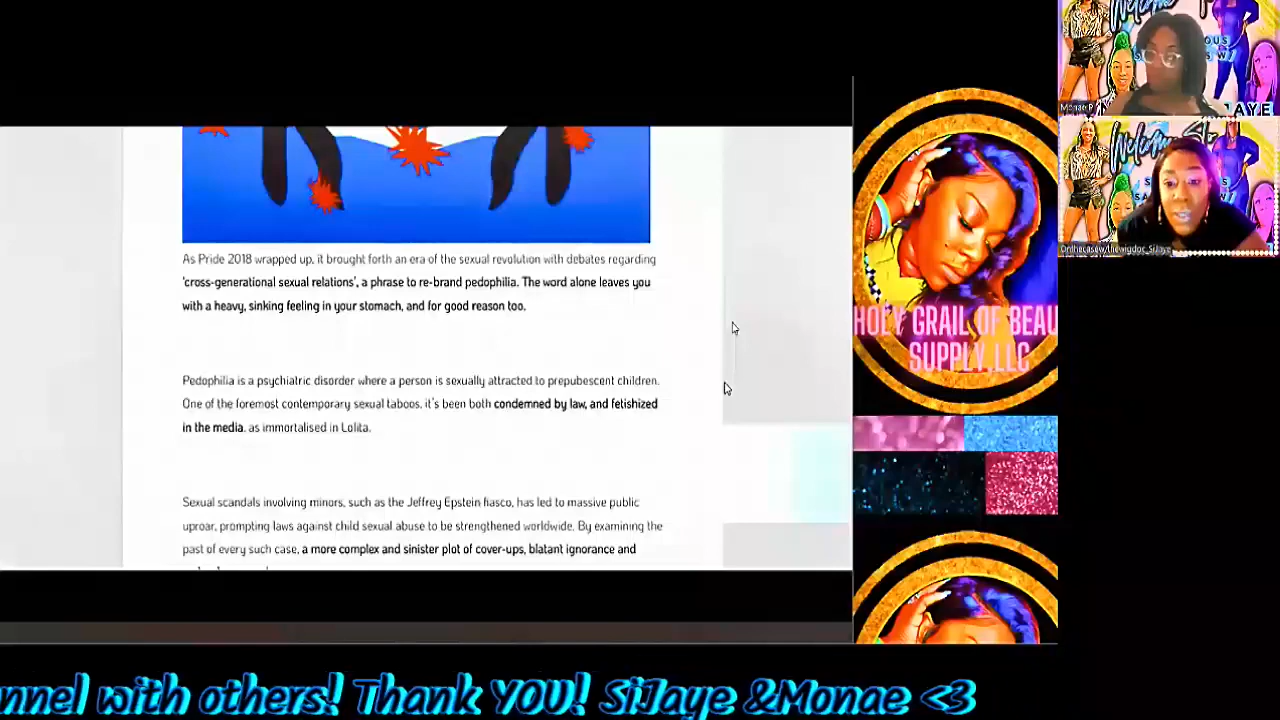 As Pride 2018 wrapped up, it brought forth an era of the sexual revolution with debates regarding
'cross-generational sexual relations', a phrase to re-brand pedophilia. The word alone leaves you
with a heavy, sinking feeling in your stomach, and for good reason too.
Pedophilia is a psychiatric disorder where a person is sexually attracted to prepubescent children.
One of the foremost contemporary sexual taboos, it's been both condemned by law, and fetishized
in the media, as immortalised in Lolita.
Sexual scandals involving minors, such as the Jeffrey Epstein fiasco, has led to massive public
uproar, prompting laws against child sexual abuse to be strengthened worldwide. By examining the
past of every such case, a more complex and sinister plot of cover-ups, blatant ignorance and
HOLY GRAIL OF BEAU
SUPPLY,LLC
Welcome
JAYE
Welcome
Onthecasew/thewigdoc_SiJaye
nnel with others! Thank YOU! SiJaye &Monae <3